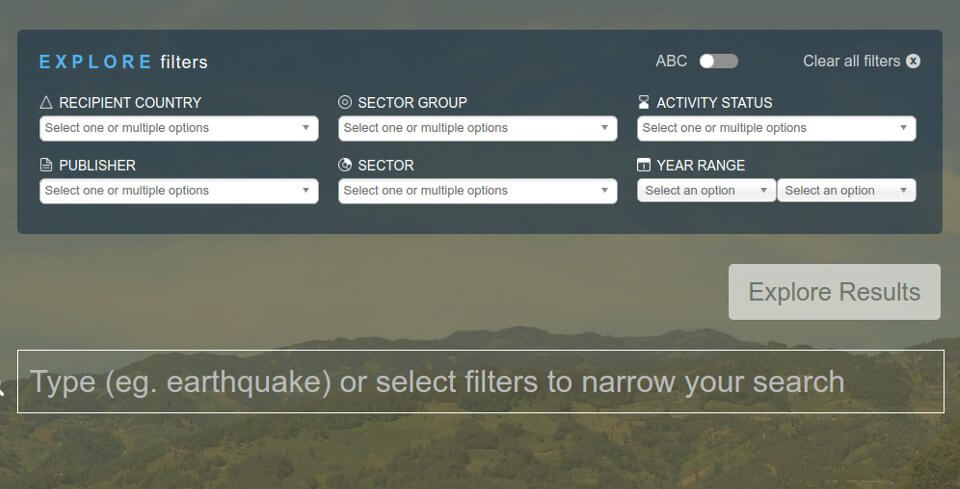 EXPLORE filters
ABC
Clear all filters
RECIPIENT COUNTRY
SECTOR GROUP
ACTIVITY STATUS
Select one or multiple options
Select one or multiple options
Select one or multiple options
PUBLISHER
SECTOR
YEAR RANGE
Select one or multiple options
Select one or multiple options
Select an option
Select an option
Explore Results
Type (eg. earthquake) or select filters to narrow your search